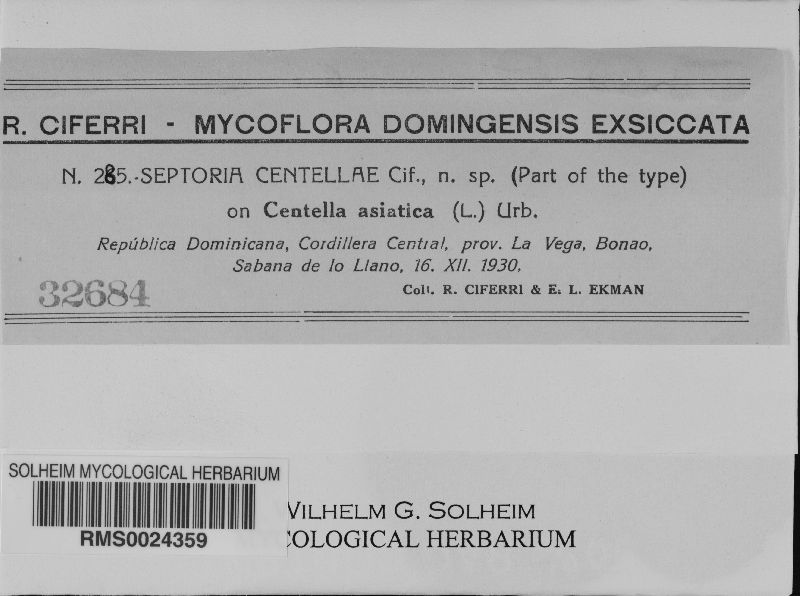 R. CIFERRI - MYCOFLORA DOMINGENSIS EXSICCATA
N. 285.-SEPTORIA CENTELLAE Cif., n. sp. (Part of the type)
on Centella asiatica (L.) Urb.
República Dominicana, Cordillera Central, prov. La Vega, Bonao,
Sabana de lo Llano, 16. XII. 1930,
32684
Coll. R. CIFERRI & E. L. EKMAN
SOLHEIM MYCOLOGICAL HERBARIUM
RMS0024359
WILHELM G. SOLHEIM
COLOGICAL HERBARIUM